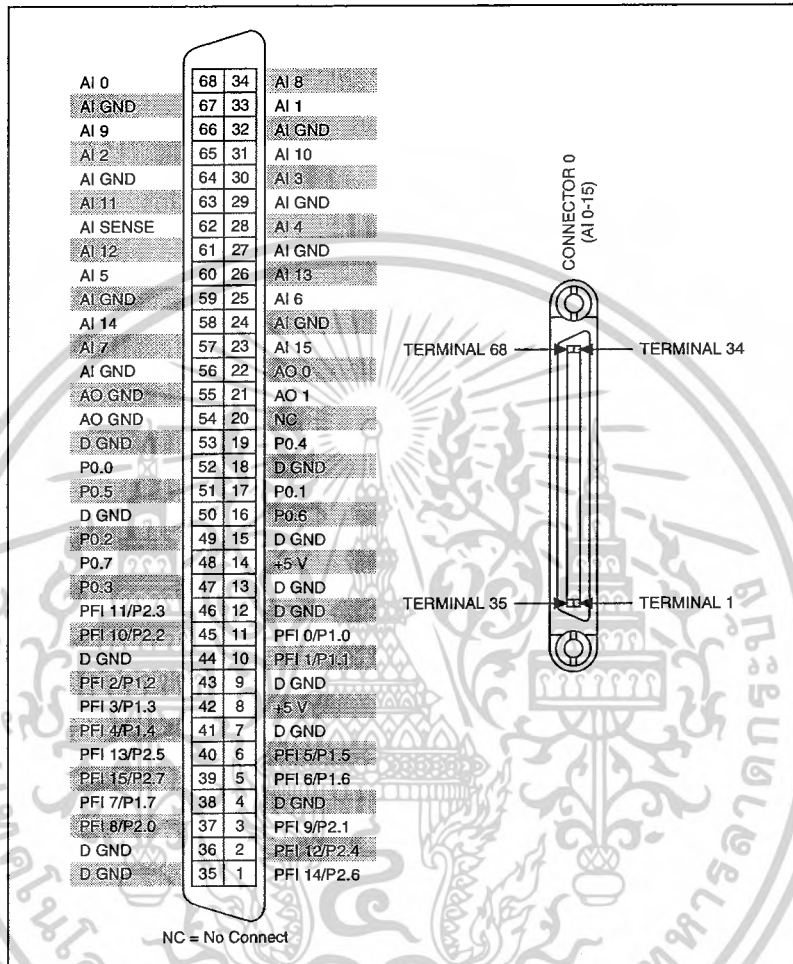 AI 0 68 34 AI 8
AI GND 67 33 AI 1
AI 9 66 32 AI GND
AI 2 65 31 AI 10
AI GND 64 30 AI 3
AI 11 63 29 AI GND
AI SENSE 62 28 AI 4
AI 12 61 27 AI GND
AI 5 60 26 AI 13
AI GND 59 25 AI 6
AI 14 58 24 AI GND
AI 7 57 23 AI 15
AI GND 56 22 AO 0
AO GND 55 21 AO 1
AO GND 54 20 NC
D GND 53 19 P0.4
P0.0 52 18 D GND
P0.5 51 17 P0.1
D GND 50 16 P0.6
P0.2 49 15 D GND
P0.7 48 14 +5 V
P0.3 47 13 D GND
PFI 11/P2.3 46 12 D GND
PFI 10/P2.2 45 11 PFI 0/P1.0
D GND 44 10 PFI 1/P1.1
PFI 2/P1.2 43 9 D GND
PFI 3/P1.3 42 8 +5 V
PFI 4/P1.4 41 7 D GND
PFI 13/P2.5 40 6 PFI 5/P1.5
PFI 15/P2.7 39 5 PFI 6/P1.6
PFI 7/P1.7 38 4 D GND
PFI 8/P2.0 37 3 PFI 9/P2.1
D GND 36 2 PFI 12/P2.4
D GND 35 1 PFI 14/P2.6
NC = No Connect
CONNECTOR 0
(AI 0-15)
TERMINAL 68
TERMINAL 34
TERMINAL 35
TERMINAL 1